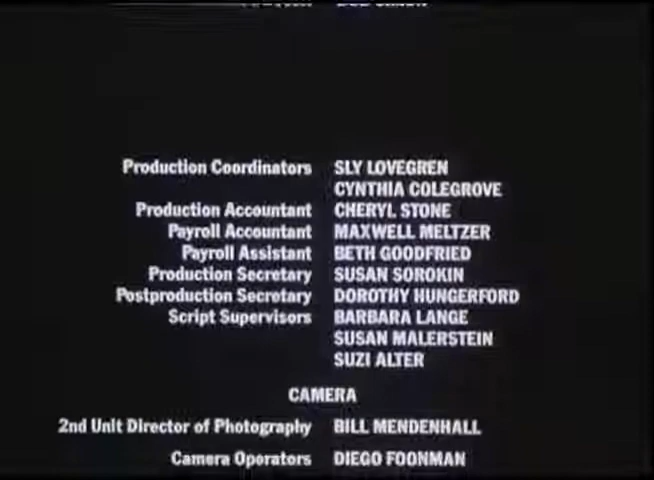 Production Coordinators SLY LOVEGREN
CYNTHIA COLEGROVE
Production Accountant CHERYL STONE
Payroll Accountant MAXWELL MELTZER
Payroll Assistant BETH GOODFRIED
Production Secretary SUSAN SOROKIN
Postproduction Secretary DOROTHY HUNGERFORD
Script Supervisors BARBARA LANGE
SUSAN MALERSTEIN
SUZI ALTER
CAMERA
2nd Unit Director of Photography BILL MENDENHALL
Camera Operators DIEGO FOONMAN